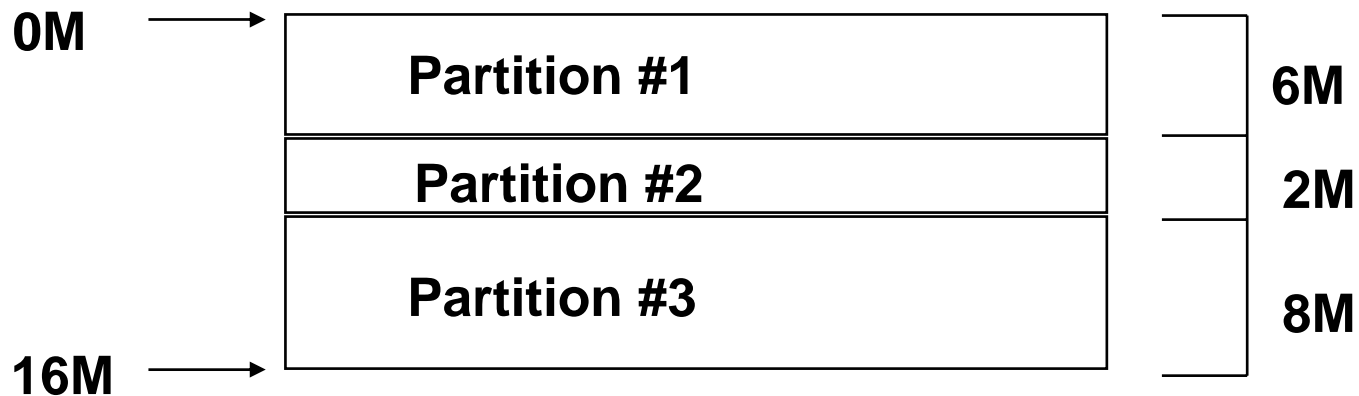 0M
Partition #1
6M
Partition #2
2M
Partition #3
8M
16M